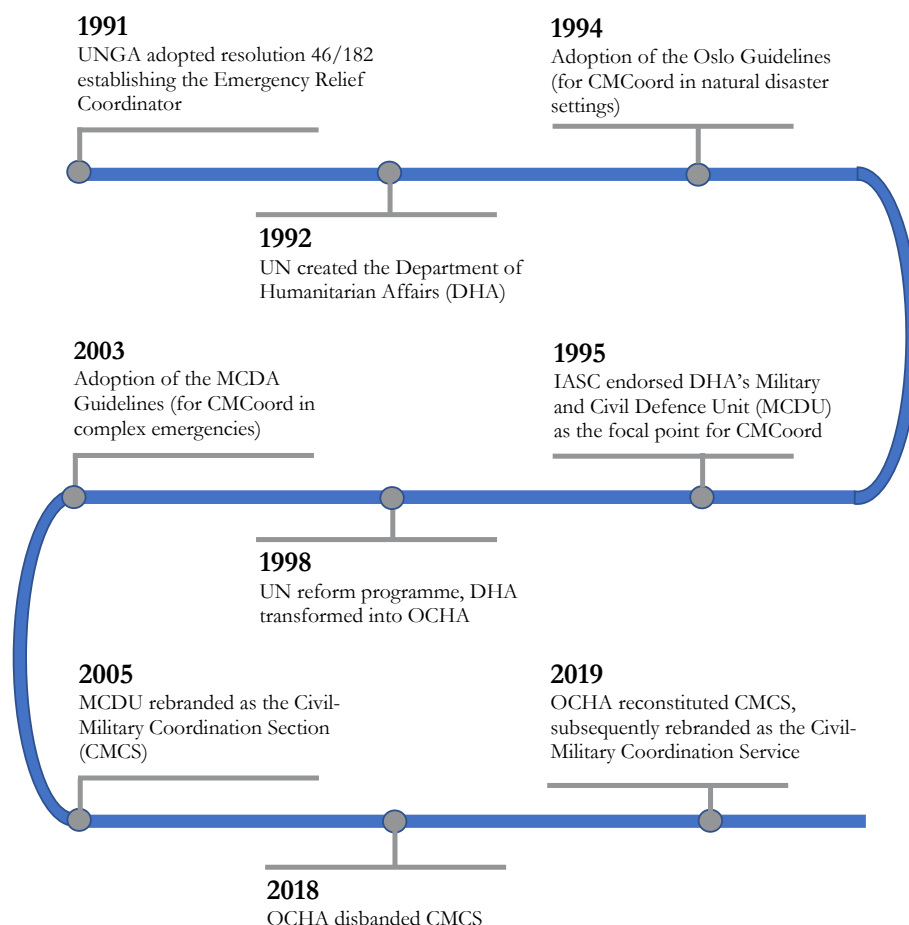 1991
UNGA adopted resolution 46/182
establishing the Emergency Relief
Coordinator
1992
UN created the Department of
Humanitarian Affairs (DHA)
1994
Adoption of the Oslo Guidelines
(for CMCoord in natural disaster
settings)
1995
IASC endorsed DHA’s Military
and Civil Defence Unit (MCDU)
as the focal point for CMCoord
1998
UN reform programme, DHA
transformed into OCHA
2003
Adoption of the MCDA
Guidelines (for CMCoord in
complex emergencies)
2005
MCDU rebranded as the Civil-
Military Coordination Section
(CMCS)
2018
OCHA disbanded CMCS
2019
OCHA reconstituted CMCS,
subsequently rebranded as the Civil-
Military Coordination Service